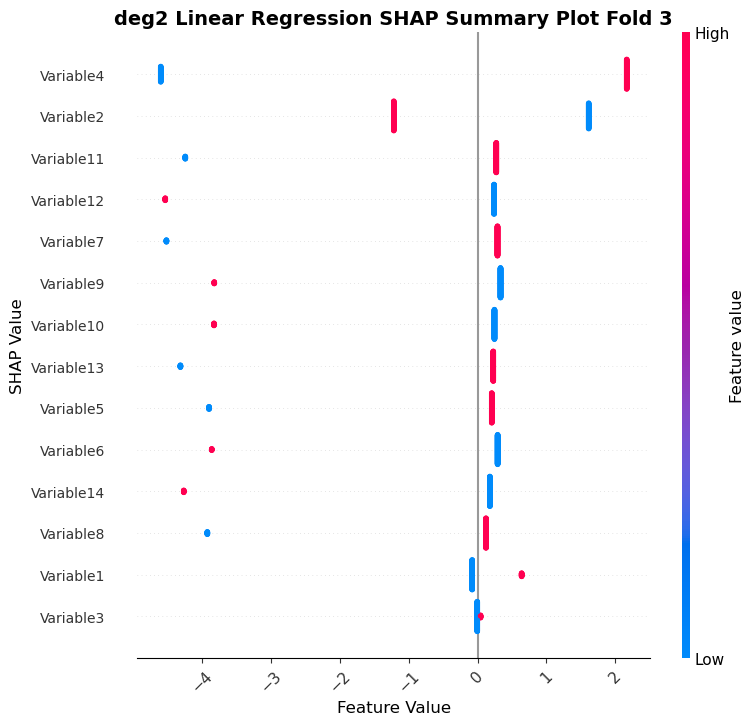 deg2 Linear Regression SHAP Summary Plot Fold 3
High
Variable4
Variable2
Variable11
Variable12
Variable7
Variable9
Variable10
Variable13
Variable5
Variable6
Variable14
Variable8
Variable1
Variable3
SHAP Value
Feature value
Low
−4
−3
−2
−1
0
1
2
Feature Value